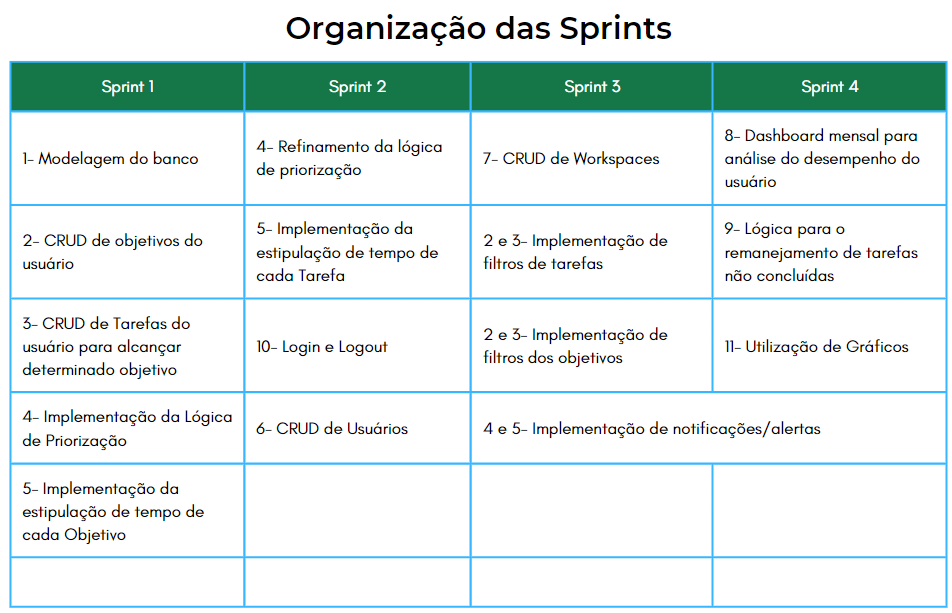 Organização das Sprints
Sprint 1
Sprint 2
Sprint 3
Sprint 4
1- Modelagem do banco
4- Refinamento da lógica
de priorização
7- CRUD de Workspaces
8- Dashboard mensal para
análise do desempenho do
usuário
2- CRUD de objetivos do
usuário
5- Implementação da
estipulação de tempo de
cada Tarefa
2 e 3- Implementação de
filtros de tarefas
9- Lógica para o
remanejamento de tarefas
não concluídas
3- CRUD de Tarefas do
usuário para alcançar
determinado objetivo
10- Login e Logout
2 e 3- Implementação de
filtros dos objetivos
11- Utilização de Gráficos
4- Implementação da Lógica
de Priorização
6- CRUD de Usuários
4 e 5- Implementação de notificações/alertas
5- Implementação da
estipulação de tempo de
cada Objetivo